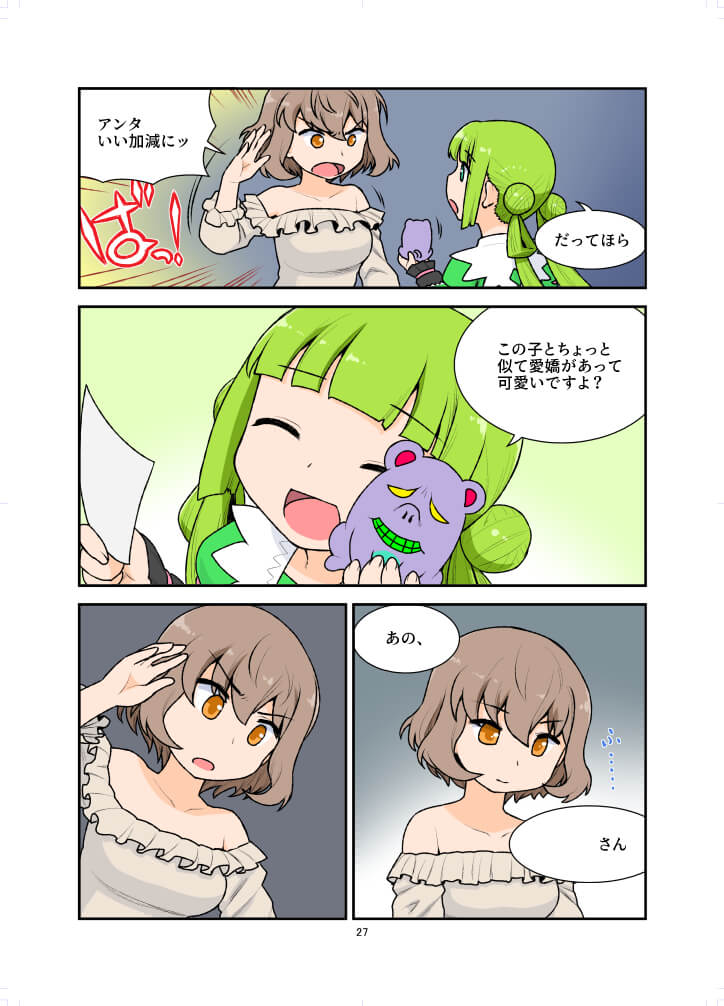 だってほら
アンタ
いい加減にッ
ばっ!
この子とちょっと
似て愛嬌があって
可愛いですよ?
あの、
さん
ふ……
27